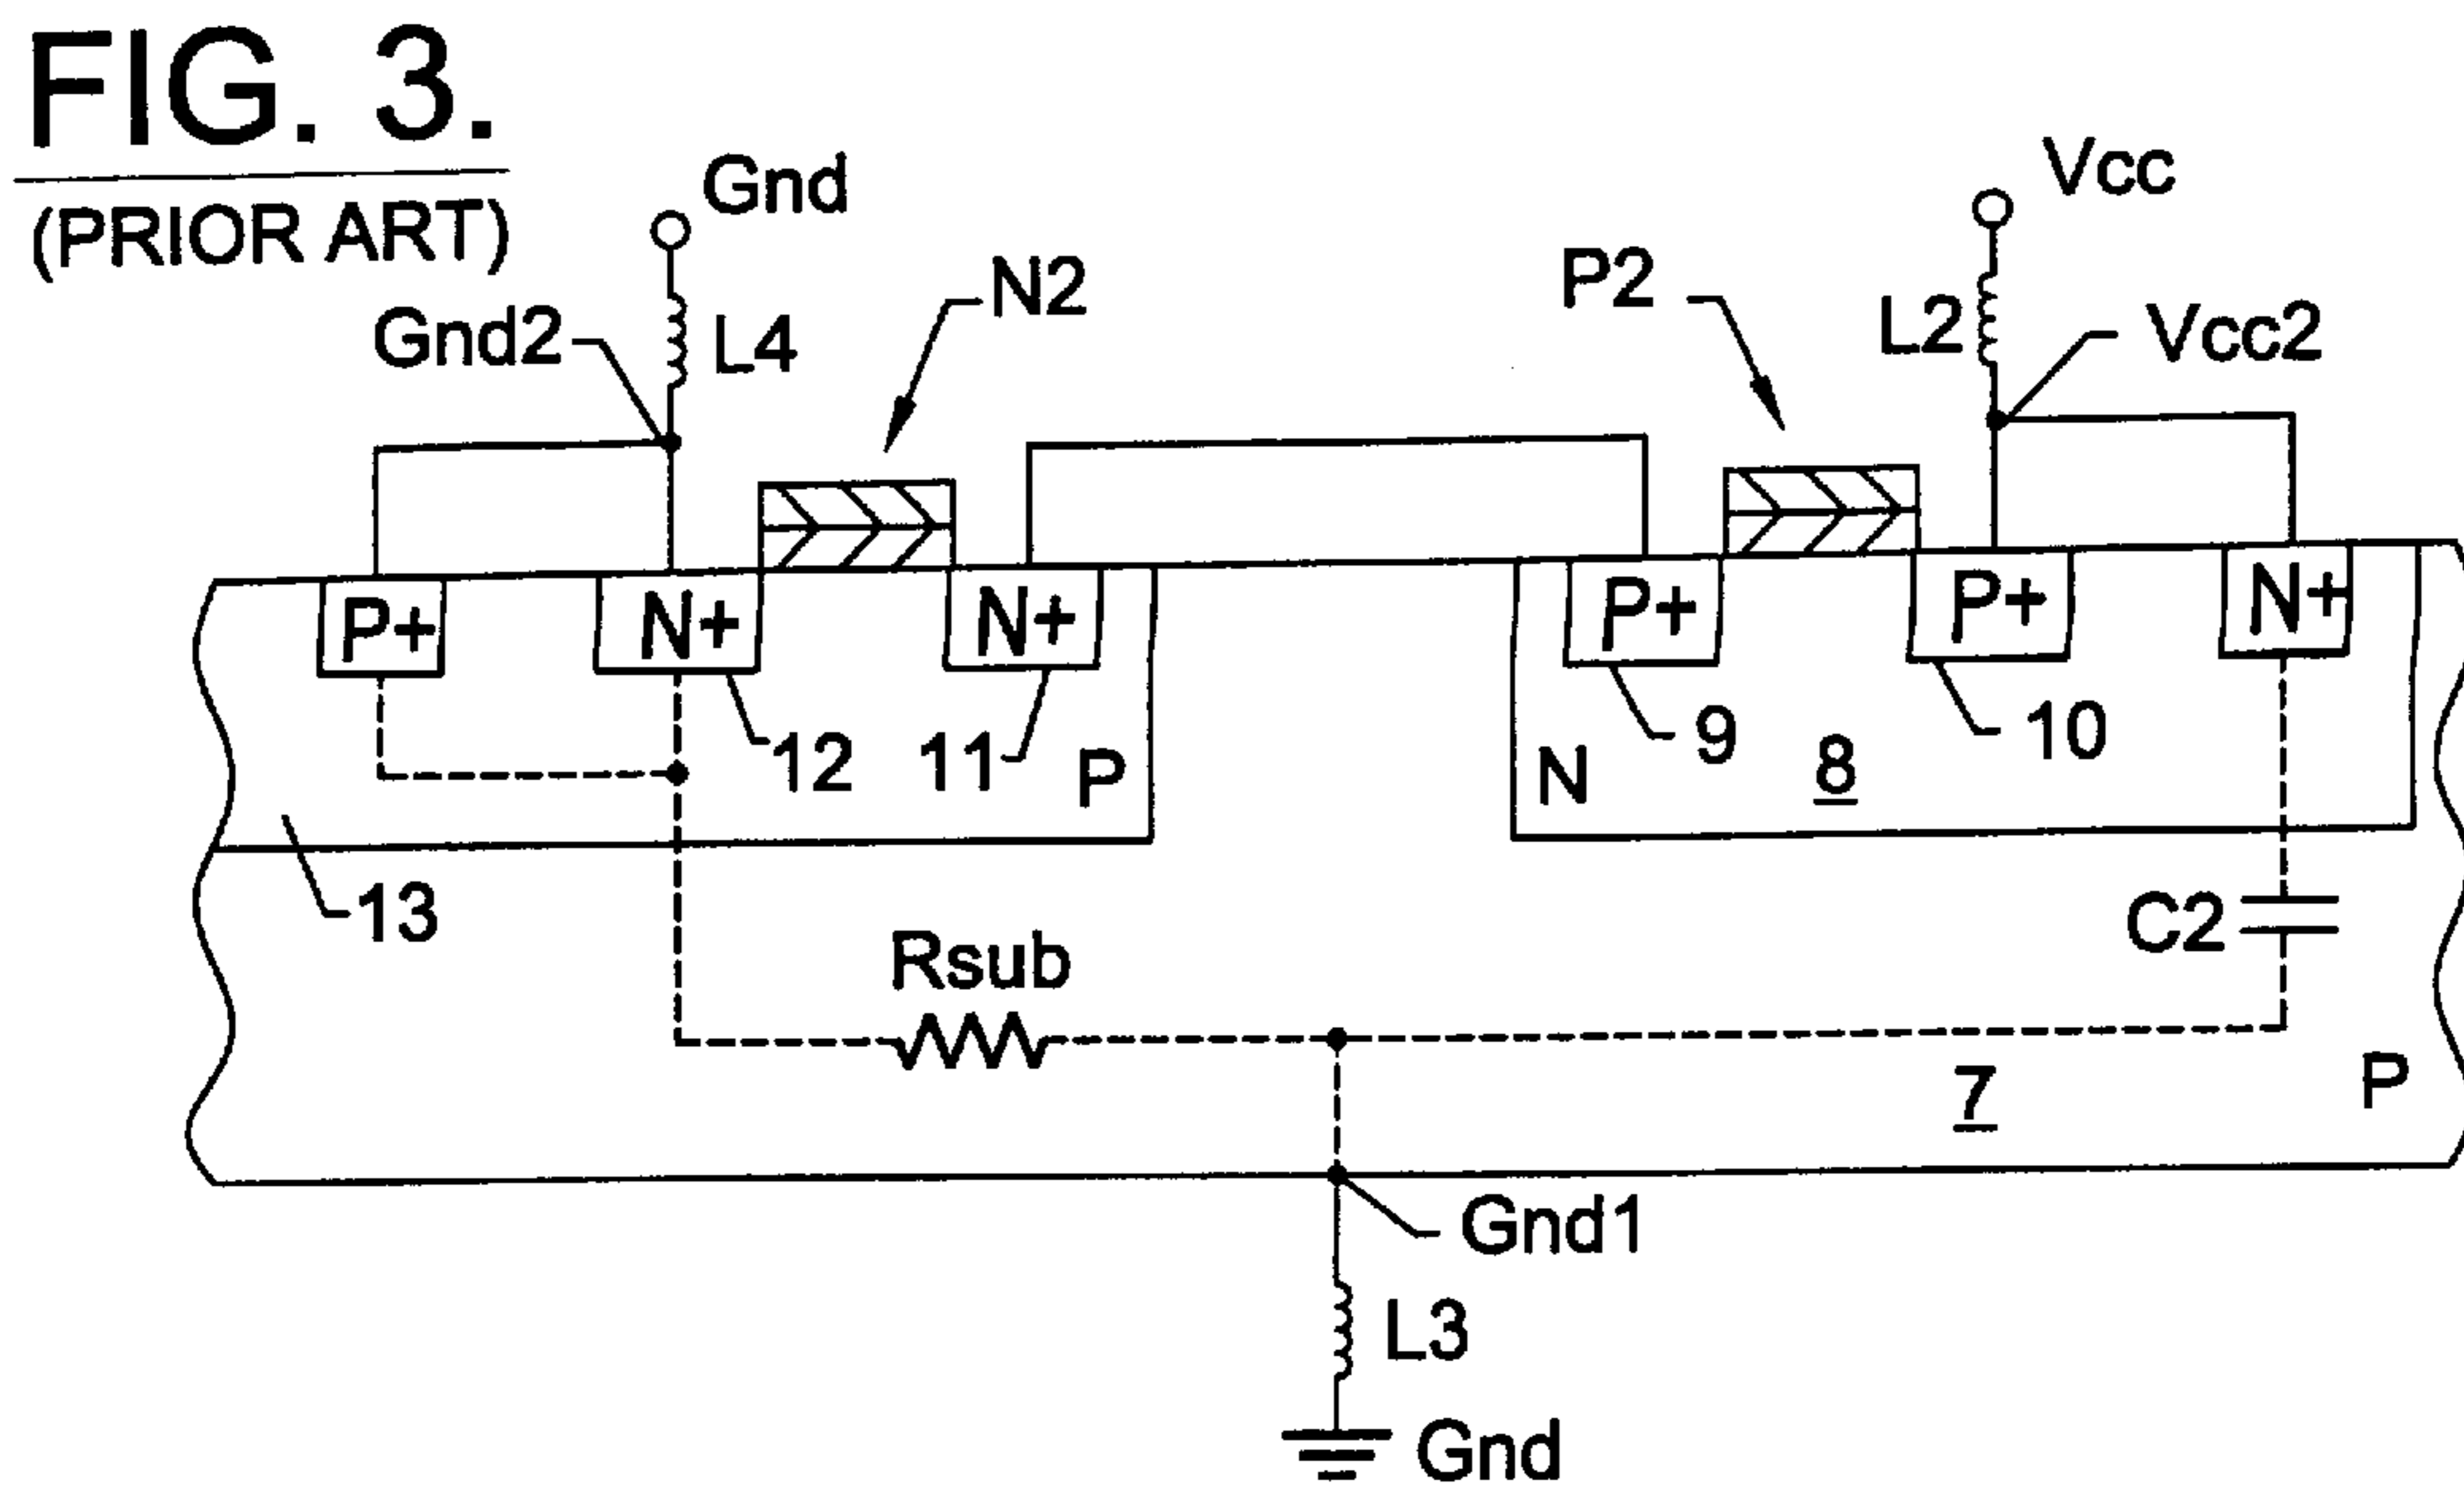 FIG. 3.
(PRIOR ART)
Gnd
Vcc
N2
P2
Gnd2
L4
L2
Vcc2
P+
N+
N+
P+
P+
N+
12
11
P
N
9
8
10
13
Rsub
C2
7
P
Gnd1
L3
Gnd